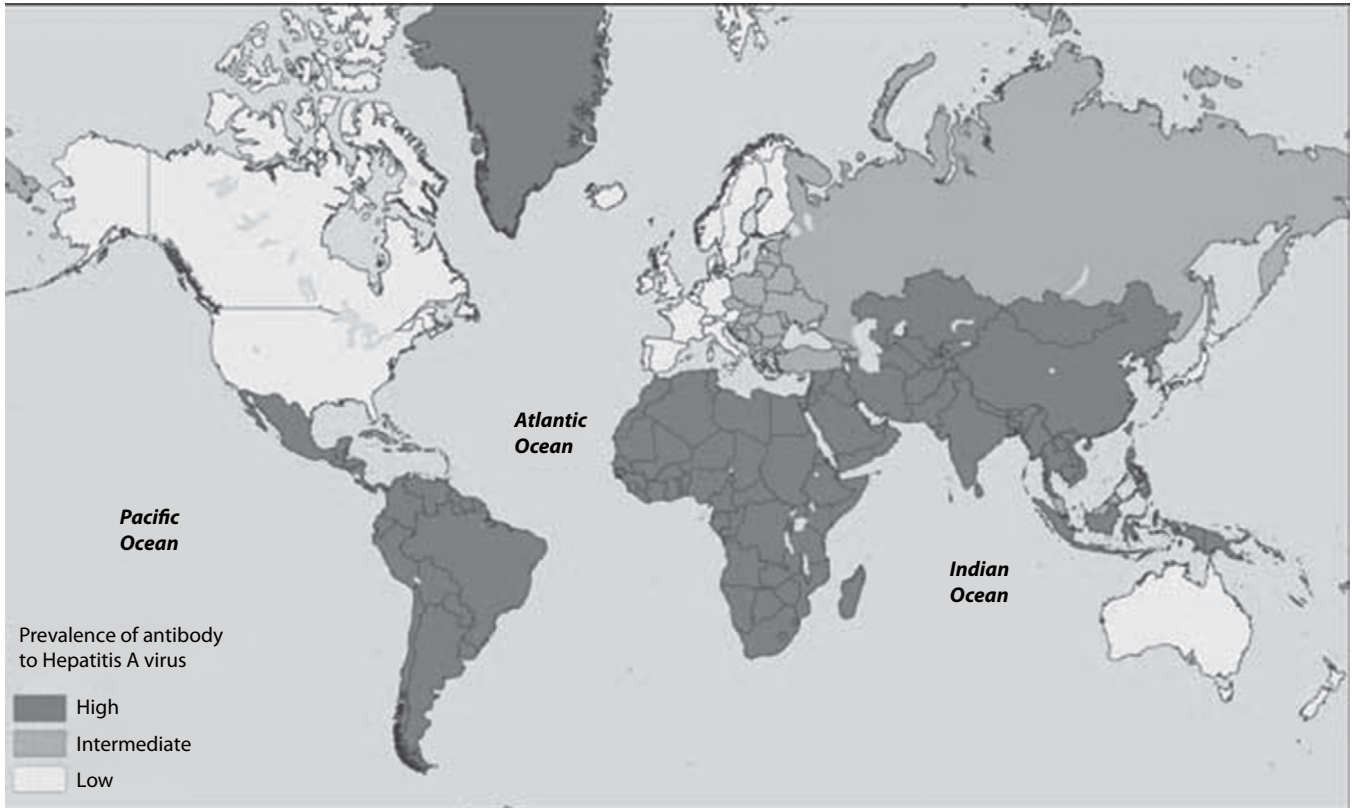 Atlantic
Ocean
Pacific
Ocean
Indian
Ocean
Prevalence of antibody
to Hepatitis A virus
High
Intermediate
Low